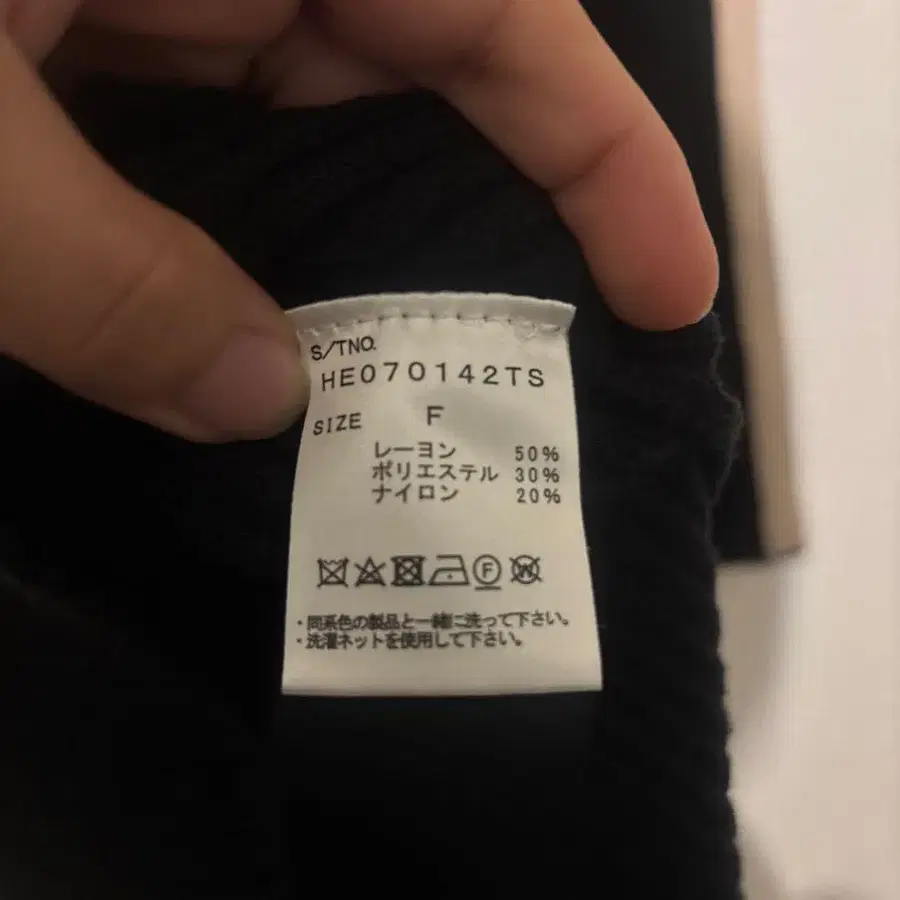 S/TNO.
HE070142TS
SIZE F
レーヨン 50%
ポリエステル 30%
ナイロン 20%
F W
・同系色の製品と一緒に洗って下さい。
・洗濯ネットを使用して下さい。